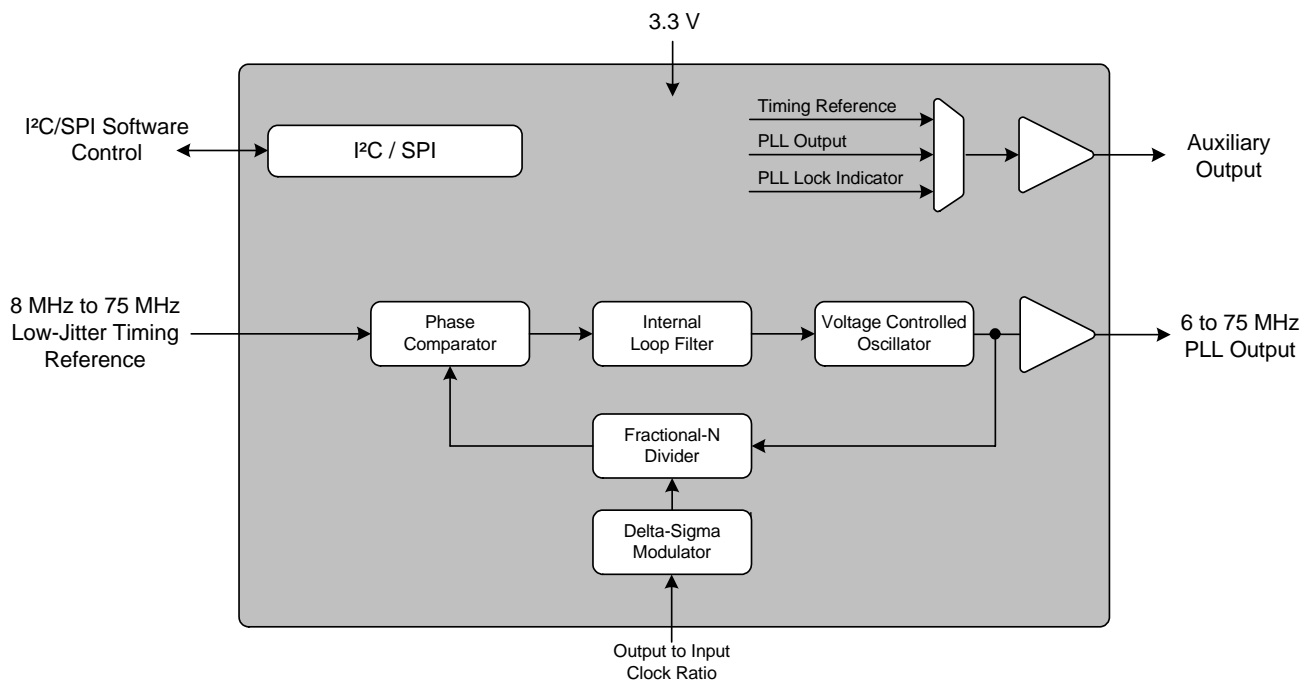 3.3 V
I²C/SPI Software
Control
I²C / SPI
Timing Reference
PLL Output
PLL Lock Indicator
Auxiliary
Output
8 MHz to 75 MHz
Low-Jitter Timing
Reference
Phase
Comparator
Internal
Loop Filter
Voltage Controlled
Oscillator
6 to 75 MHz
PLL Output
Fractional-N
Divider
Delta-Sigma
Modulator
Output to Input
Clock Ratio